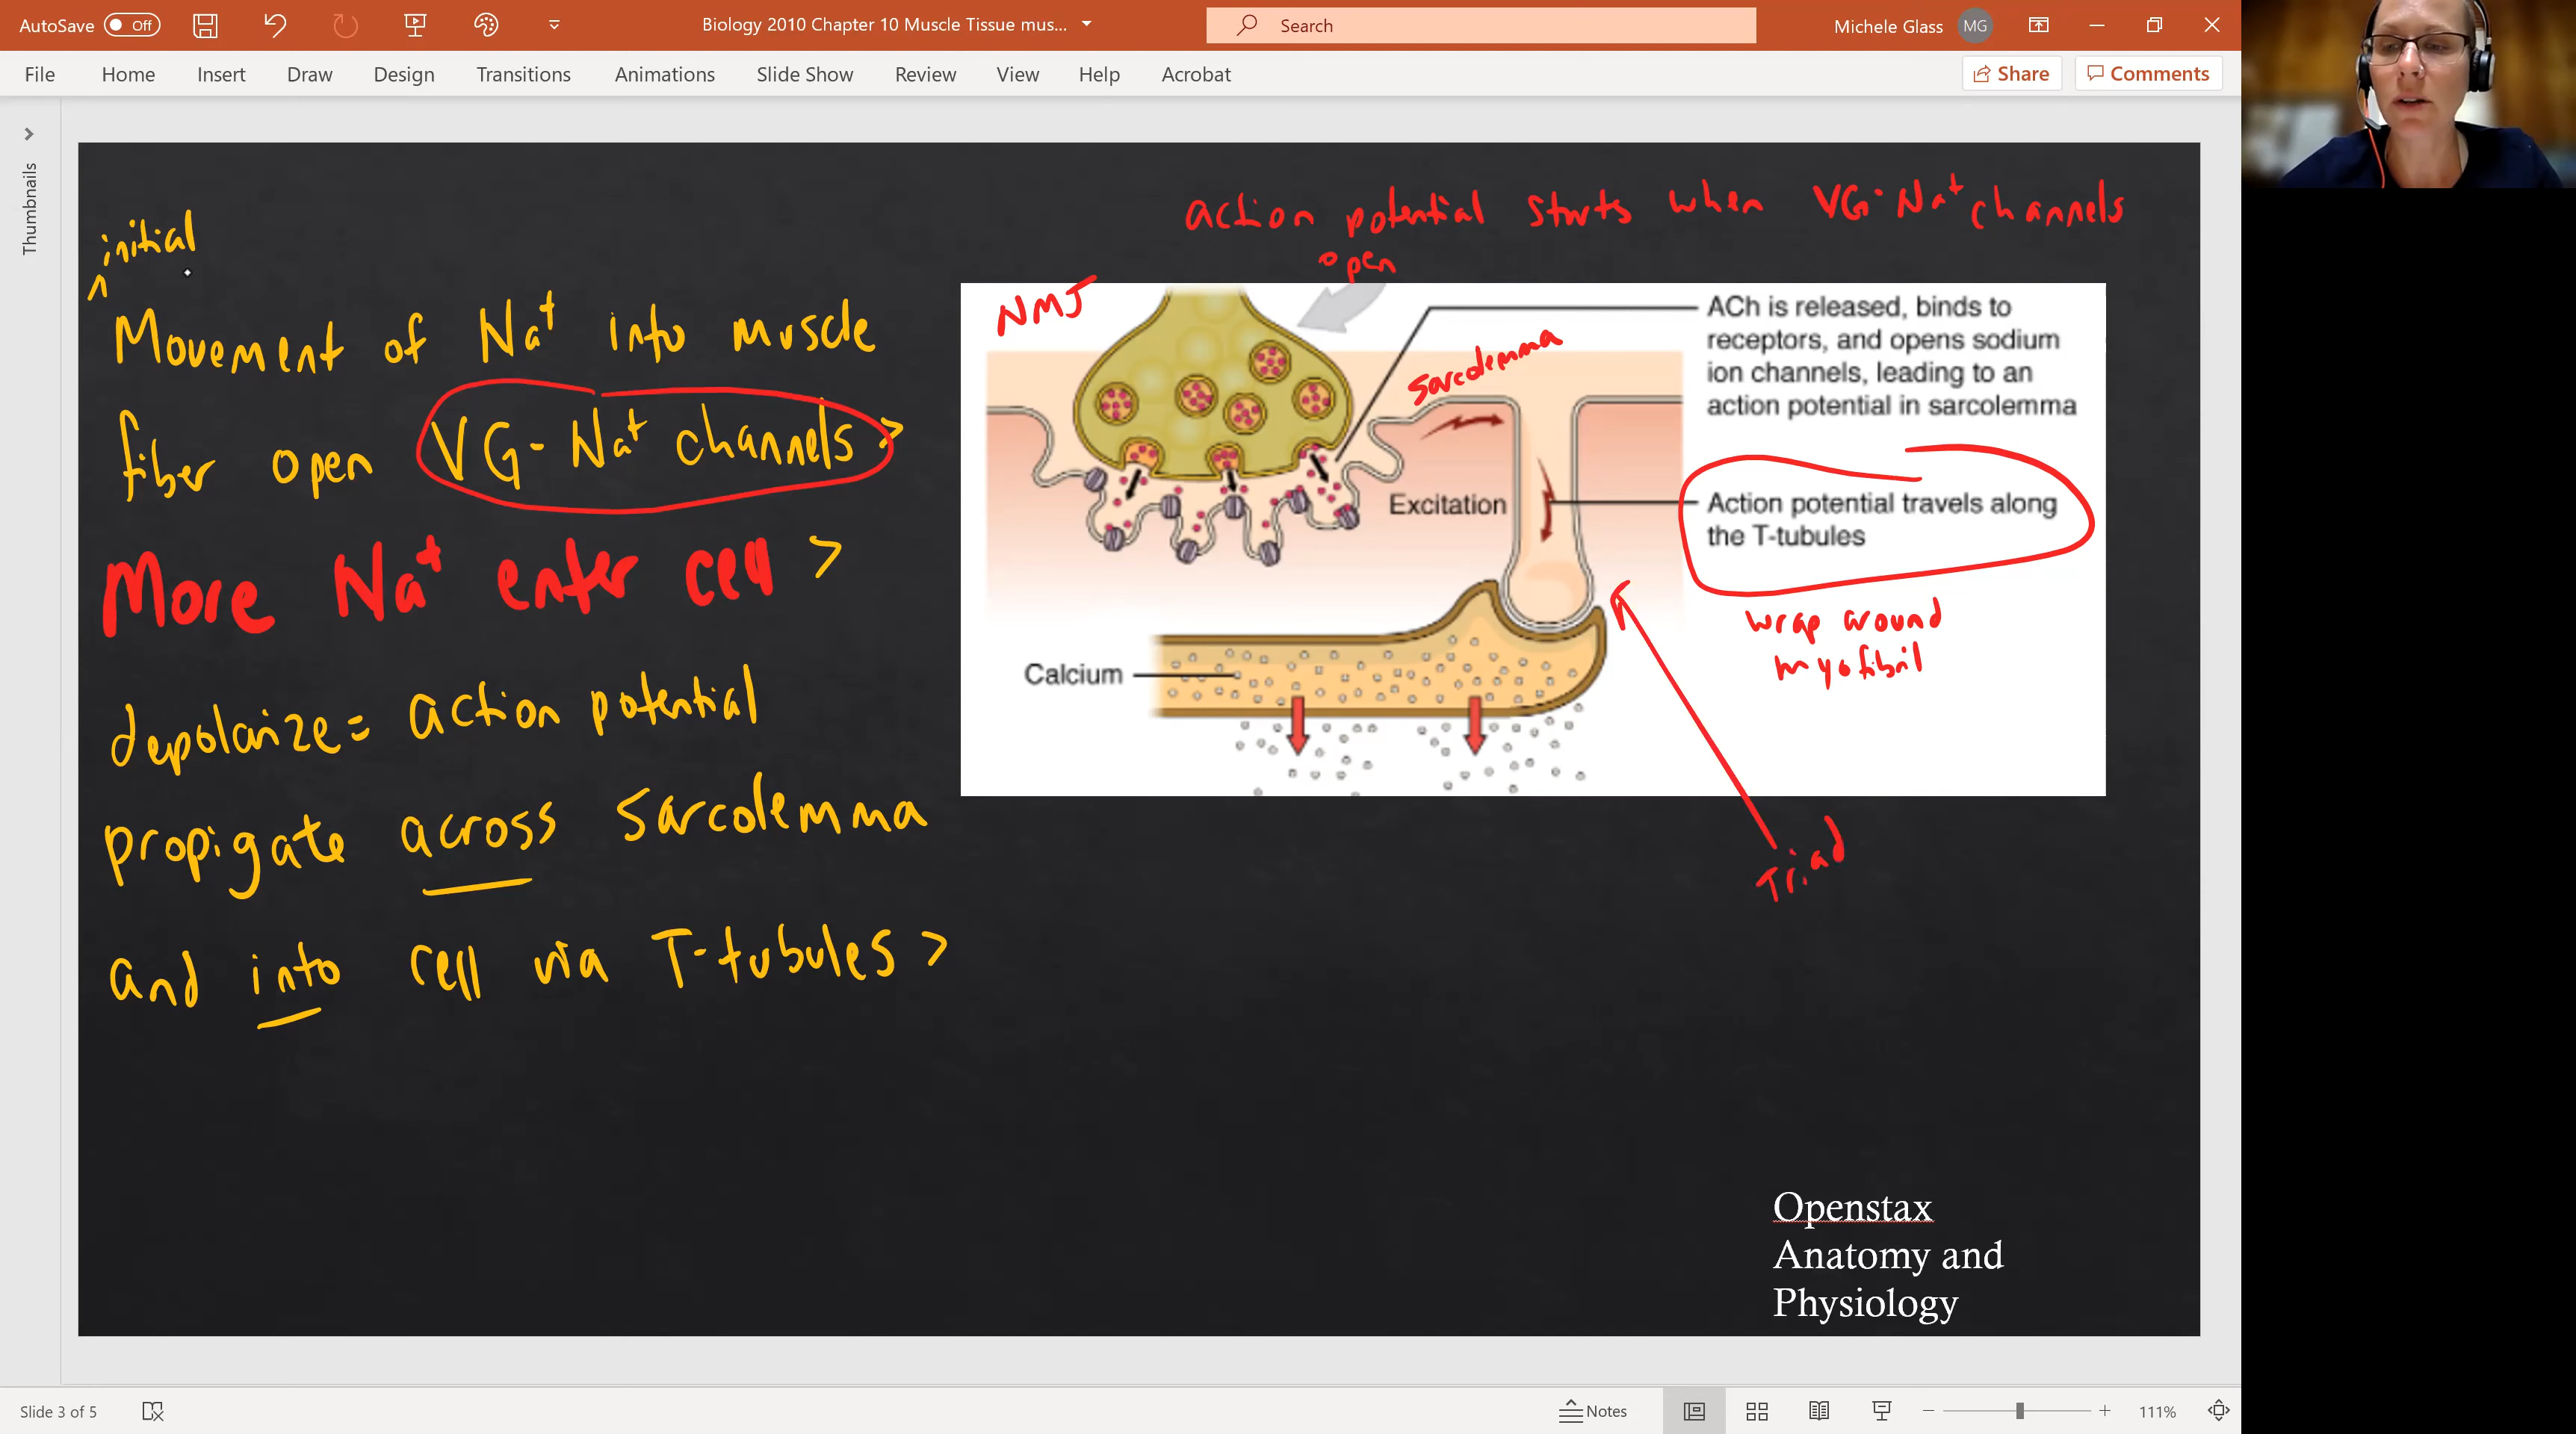 AutoSave Off
Biology 2010 Chapter 10 Muscle Tissue mus...
Search
Michele Glass MG
File Home Insert Draw Design Transitions Animations Slide Show Review View Help Acrobat
Share Comments
Thumbnails
initial
^
Movement of Na+ into muscle
fiber open VG-Na+ channels >
More Na+ enter cell >
depolarize = action potential
propigate across sarcolemma
and into cell via T-tubules >
action potential starts when VG-Na+ channels
open
NMJ
sarcolemma
ACh is released, binds to
receptors, and opens sodium
ion channels, leading to an
action potential in sarcolemma
Excitation
Action potential travels along
the T-tubules
wrap around
myofibril
Calcium
Triad
Openstax
Anatomy and
Physiology
Slide 3 of 5
Notes
111%